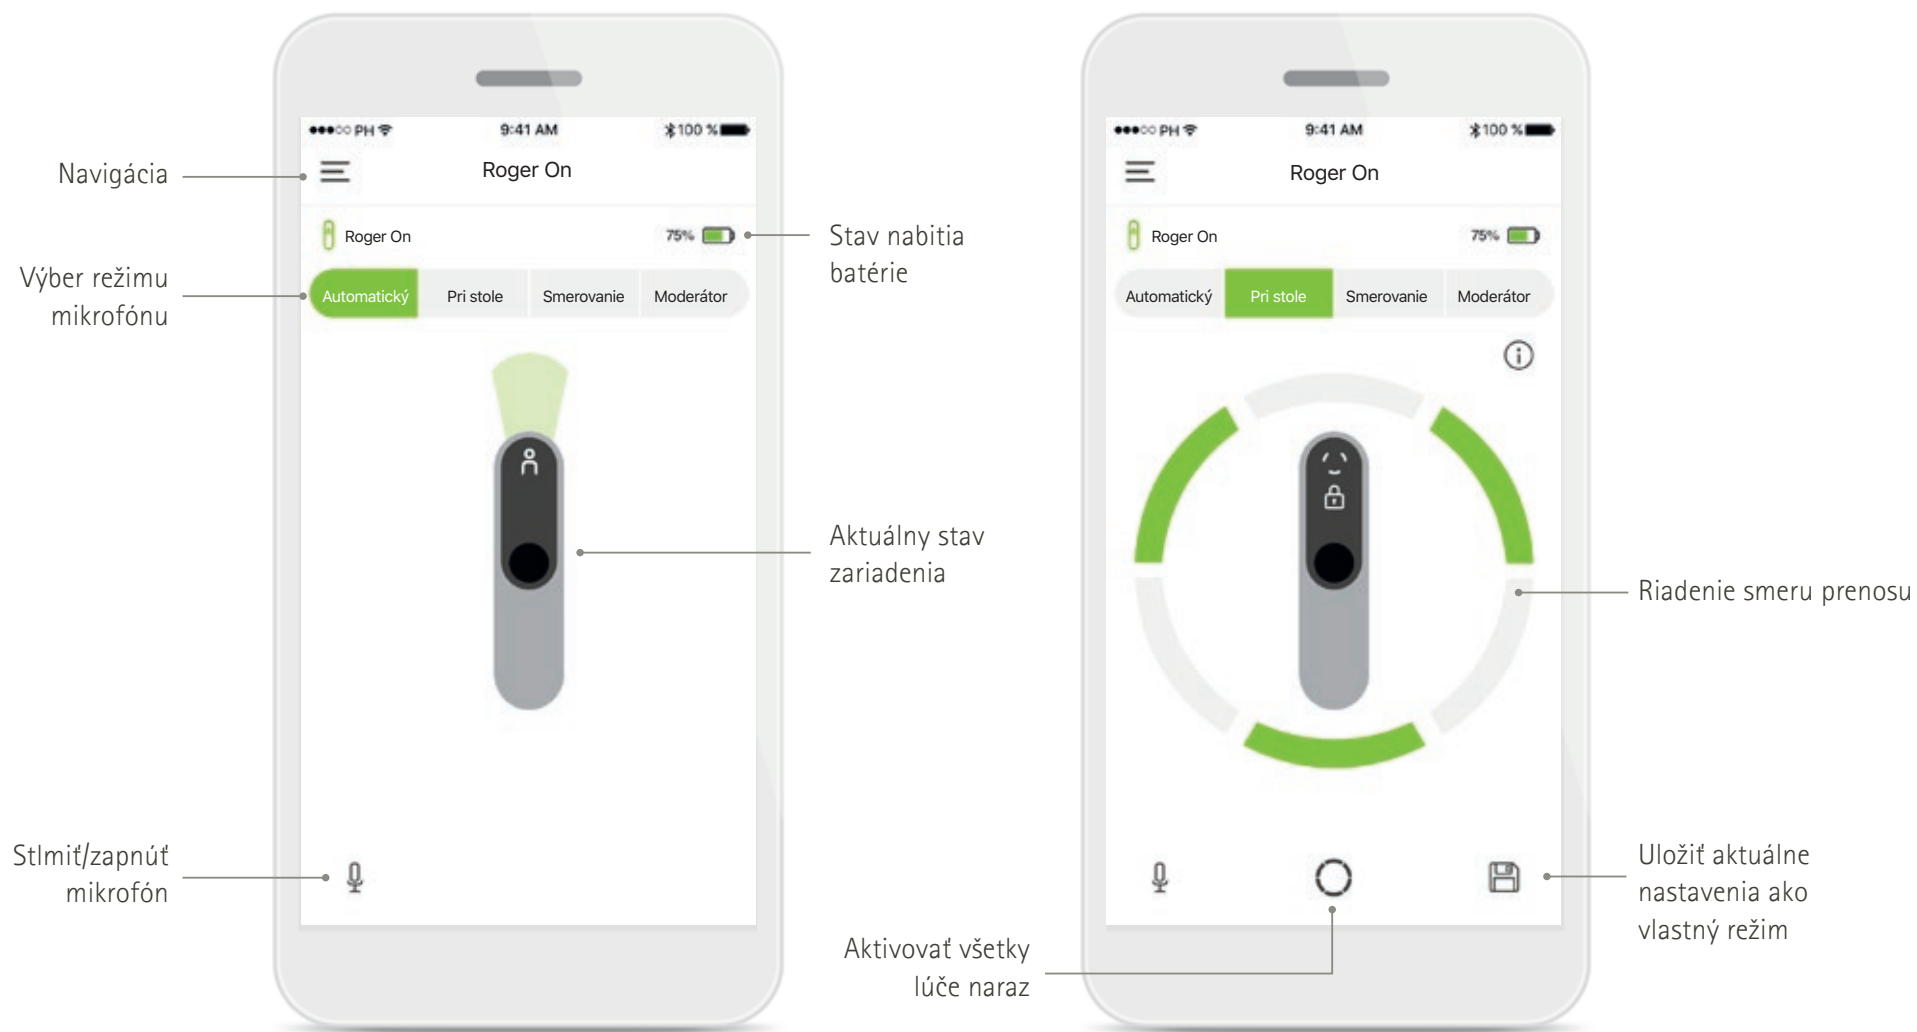 PH
9:41 AM
100 %
Roger On
Navigácia
Roger On
75%
Stav nabitia
batérie
Výber režimu
mikrofónu
Automatický
Pri stole
Smerovanie
Moderátor
Aktuálny stav
zariadenia
Stlmiť/zapnúť
mikrofón
PH
9:41 AM
100 %
Roger On
Roger On
75%
Automatický
Pri stole
Smerovanie
Moderátor
Riadenie smeru prenosu
Uložiť aktuálne
nastavenia ako
vlastný režim
Aktivovať všetky
lúče naraz